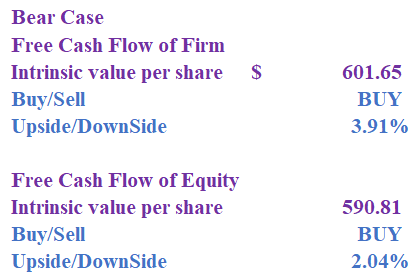 Bear Case
Free Cash Flow of Firm
Intrinsic value per share $ 601.65
Buy/Sell BUY
Upside/DownSide 3.91%
Free Cash Flow of Equity
Intrinsic value per share 590.81
Buy/Sell BUY
Upside/DownSide 2.04%